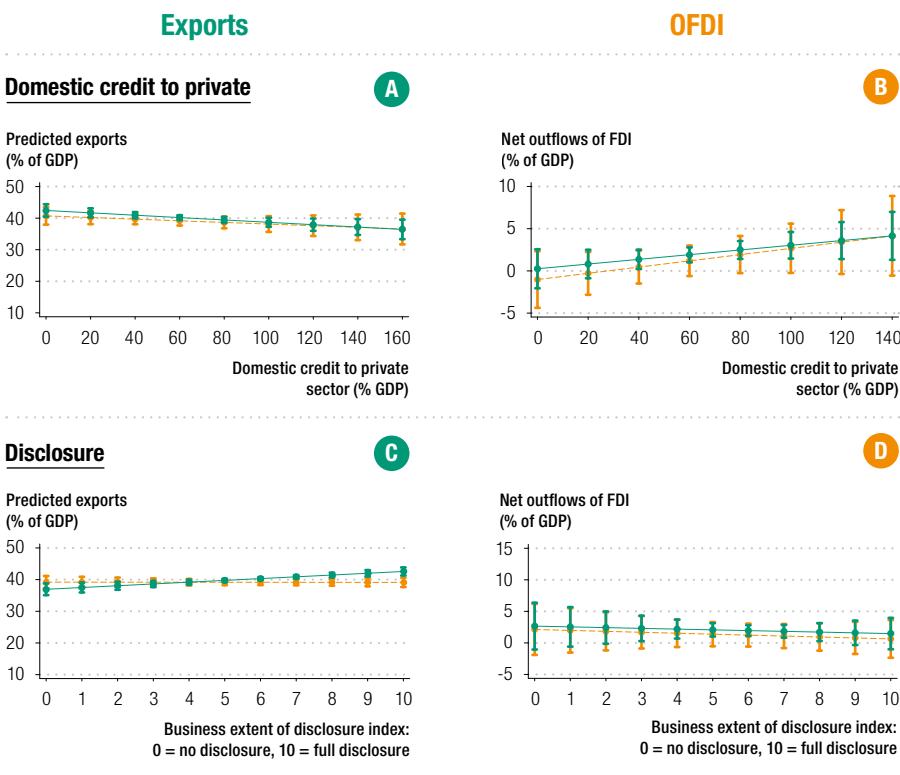 Exports
OFDI
Domestic credit to private
A
B
Predicted exports
(% of GDP)
50
40
30
20
10
0 20 40 60 80 100 120 140 160
Domestic credit to private
sector (% GDP)
Net outflows of FDI
(% of GDP)
10
5
0
-5
0 20 40 60 80 100 120 140
Domestic credit to private
sector (% GDP)
Disclosure
C
D
Predicted exports
(% of GDP)
50
40
30
20
10
0 1 2 3 4 5 6 7 8 9 10
Business extent of disclosure index:
0 = no disclosure, 10 = full disclosure
Net outflows of FDI
(% of GDP)
15
10
5
0
-5
0 1 2 3 4 5 6 7 8 9 10
Business extent of disclosure index:
0 = no disclosure, 10 = full disclosure